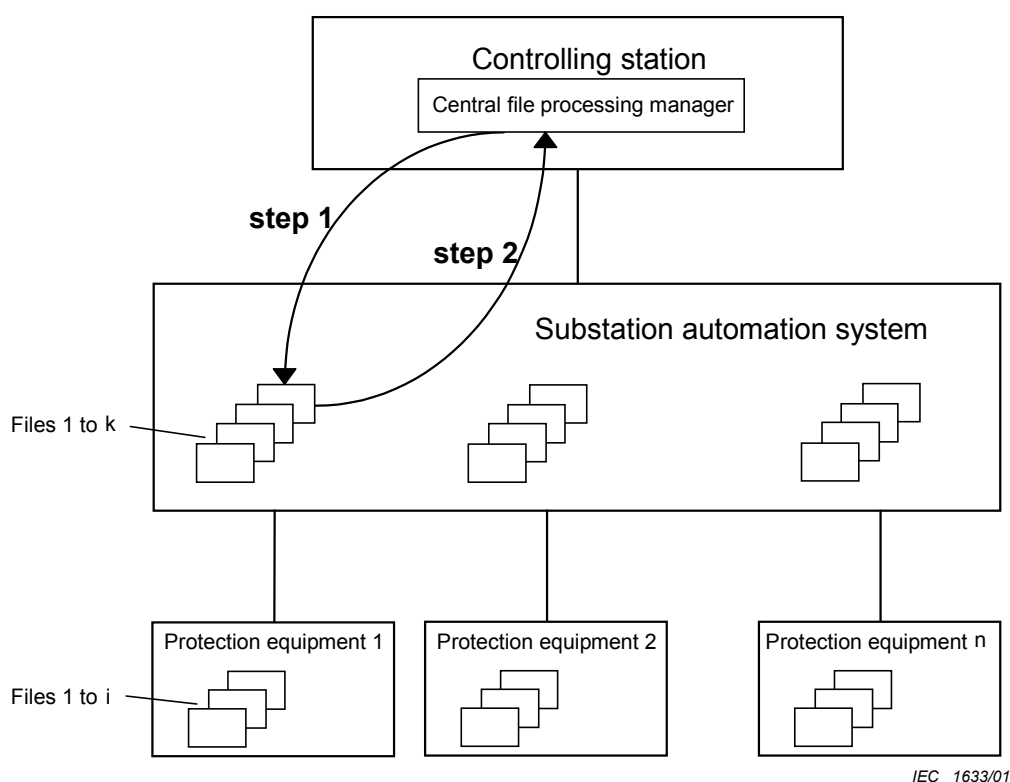 Controlling station
Central file processing manager
step 1
step 2
Substation automation system
Files 1 to k
Protection equipment 1
Protection equipment 2
Protection equipment n
Files 1 to i
IEC 1633/01